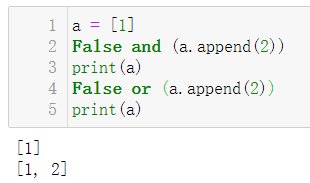 1 a = [1]
2 False and (a.append(2))
3 print(a)
4 False or (a.append(2))
5 print(a)
[1]
[1, 2]